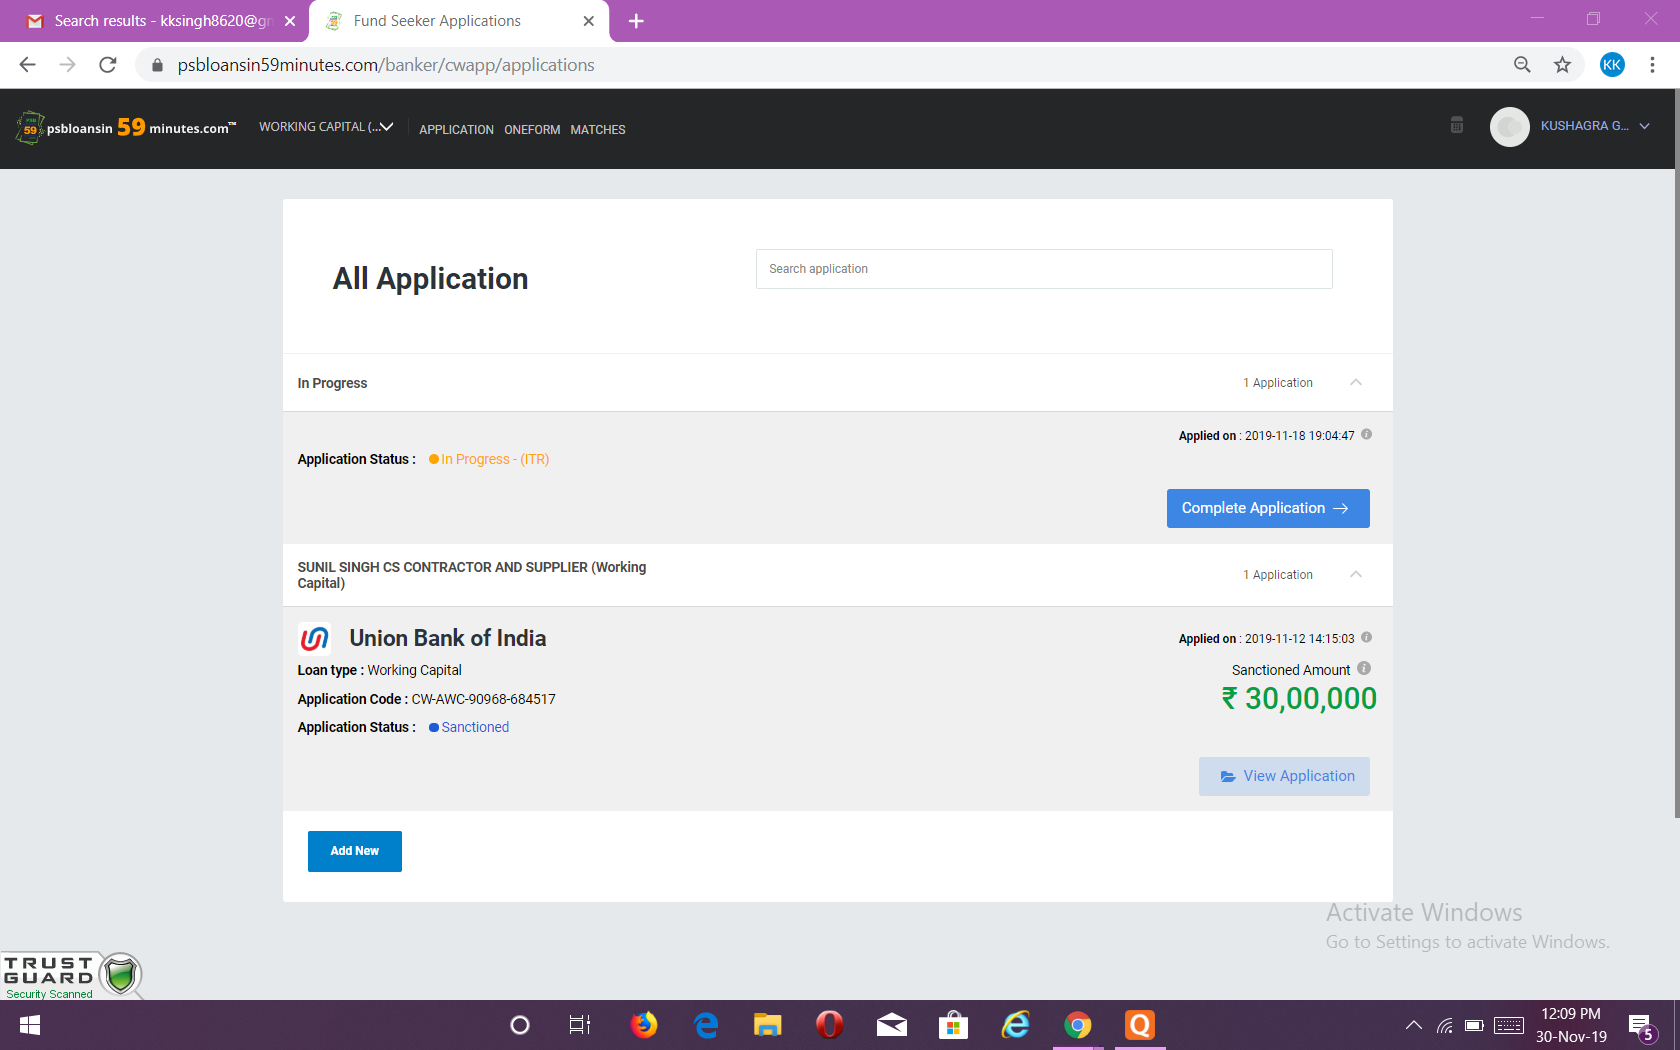 Search results - kksingh8620@gm
Fund Seeker Applications
psbloansin59minutes.com/banker/cwapp/applications
KK
PSB
59
psbloansin 59 minutes.com™
WORKING CAPITAL (...
APPLICATION ONEFORM MATCHES
KUSHAGRA G...
All Application
Search application
In Progress
1 Application
Applied on : 2019-11-18 19:04:47
Application Status : In Progress - (ITR)
Complete Application →
SUNIL SINGH CS CONTRACTOR AND SUPPLIER (Working
Capital)
1 Application
Union Bank of India
Applied on : 2019-11-12 14:15:03
Loan type : Working Capital
Sanctioned Amount
Application Code : CW-AWC-90968-684517
₹ 30,00,000
Application Status : Sanctioned
View Application
Add New
Activate Windows
Go to Settings to activate Windows.
TRUST
GUARD
Security Scanned
12:09 PM
30-Nov-19
5